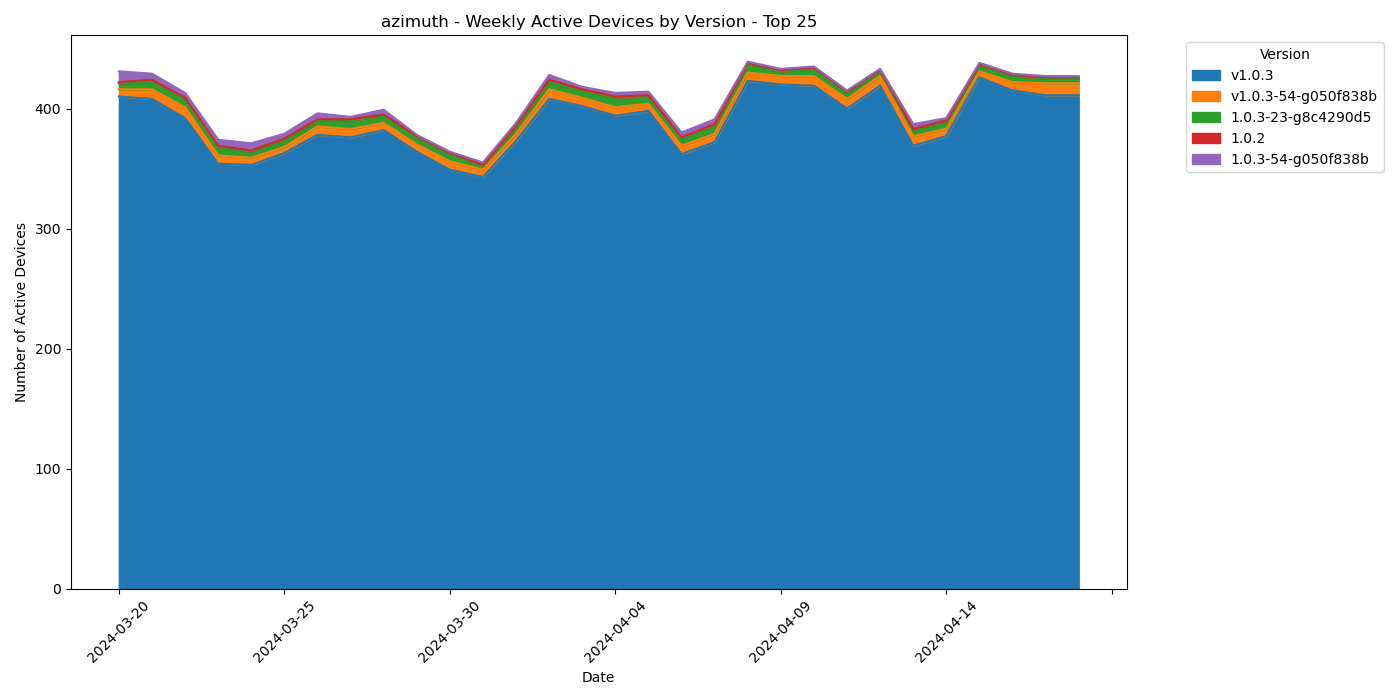 azimuth - Weekly Active Devices by Version - Top 25
Version
v1.0.3
v1.0.3-54-g050f838b
1.0.3-23-g8c4290d5
1.0.2
1.0.3-54-g050f838b
Number of Active Devices
400
300
200
100
0
2024-03-20
2024-03-25
2024-03-30
2024-04-04
2024-04-09
2024-04-14
Date